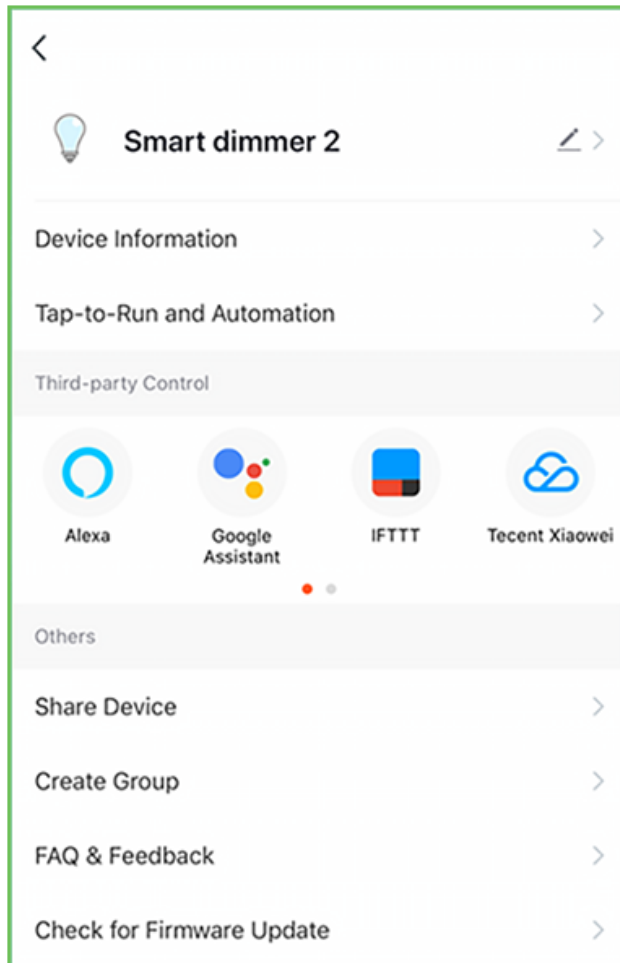 Smart dimmer 2
Device Information
Tap-to-Run and Automation
Third-party Control
Alexa
Google
Assistant
IFTTT
Tecent Xiaowei
Others
Share Device
Create Group
FAQ & Feedback
Check for Firmware Update